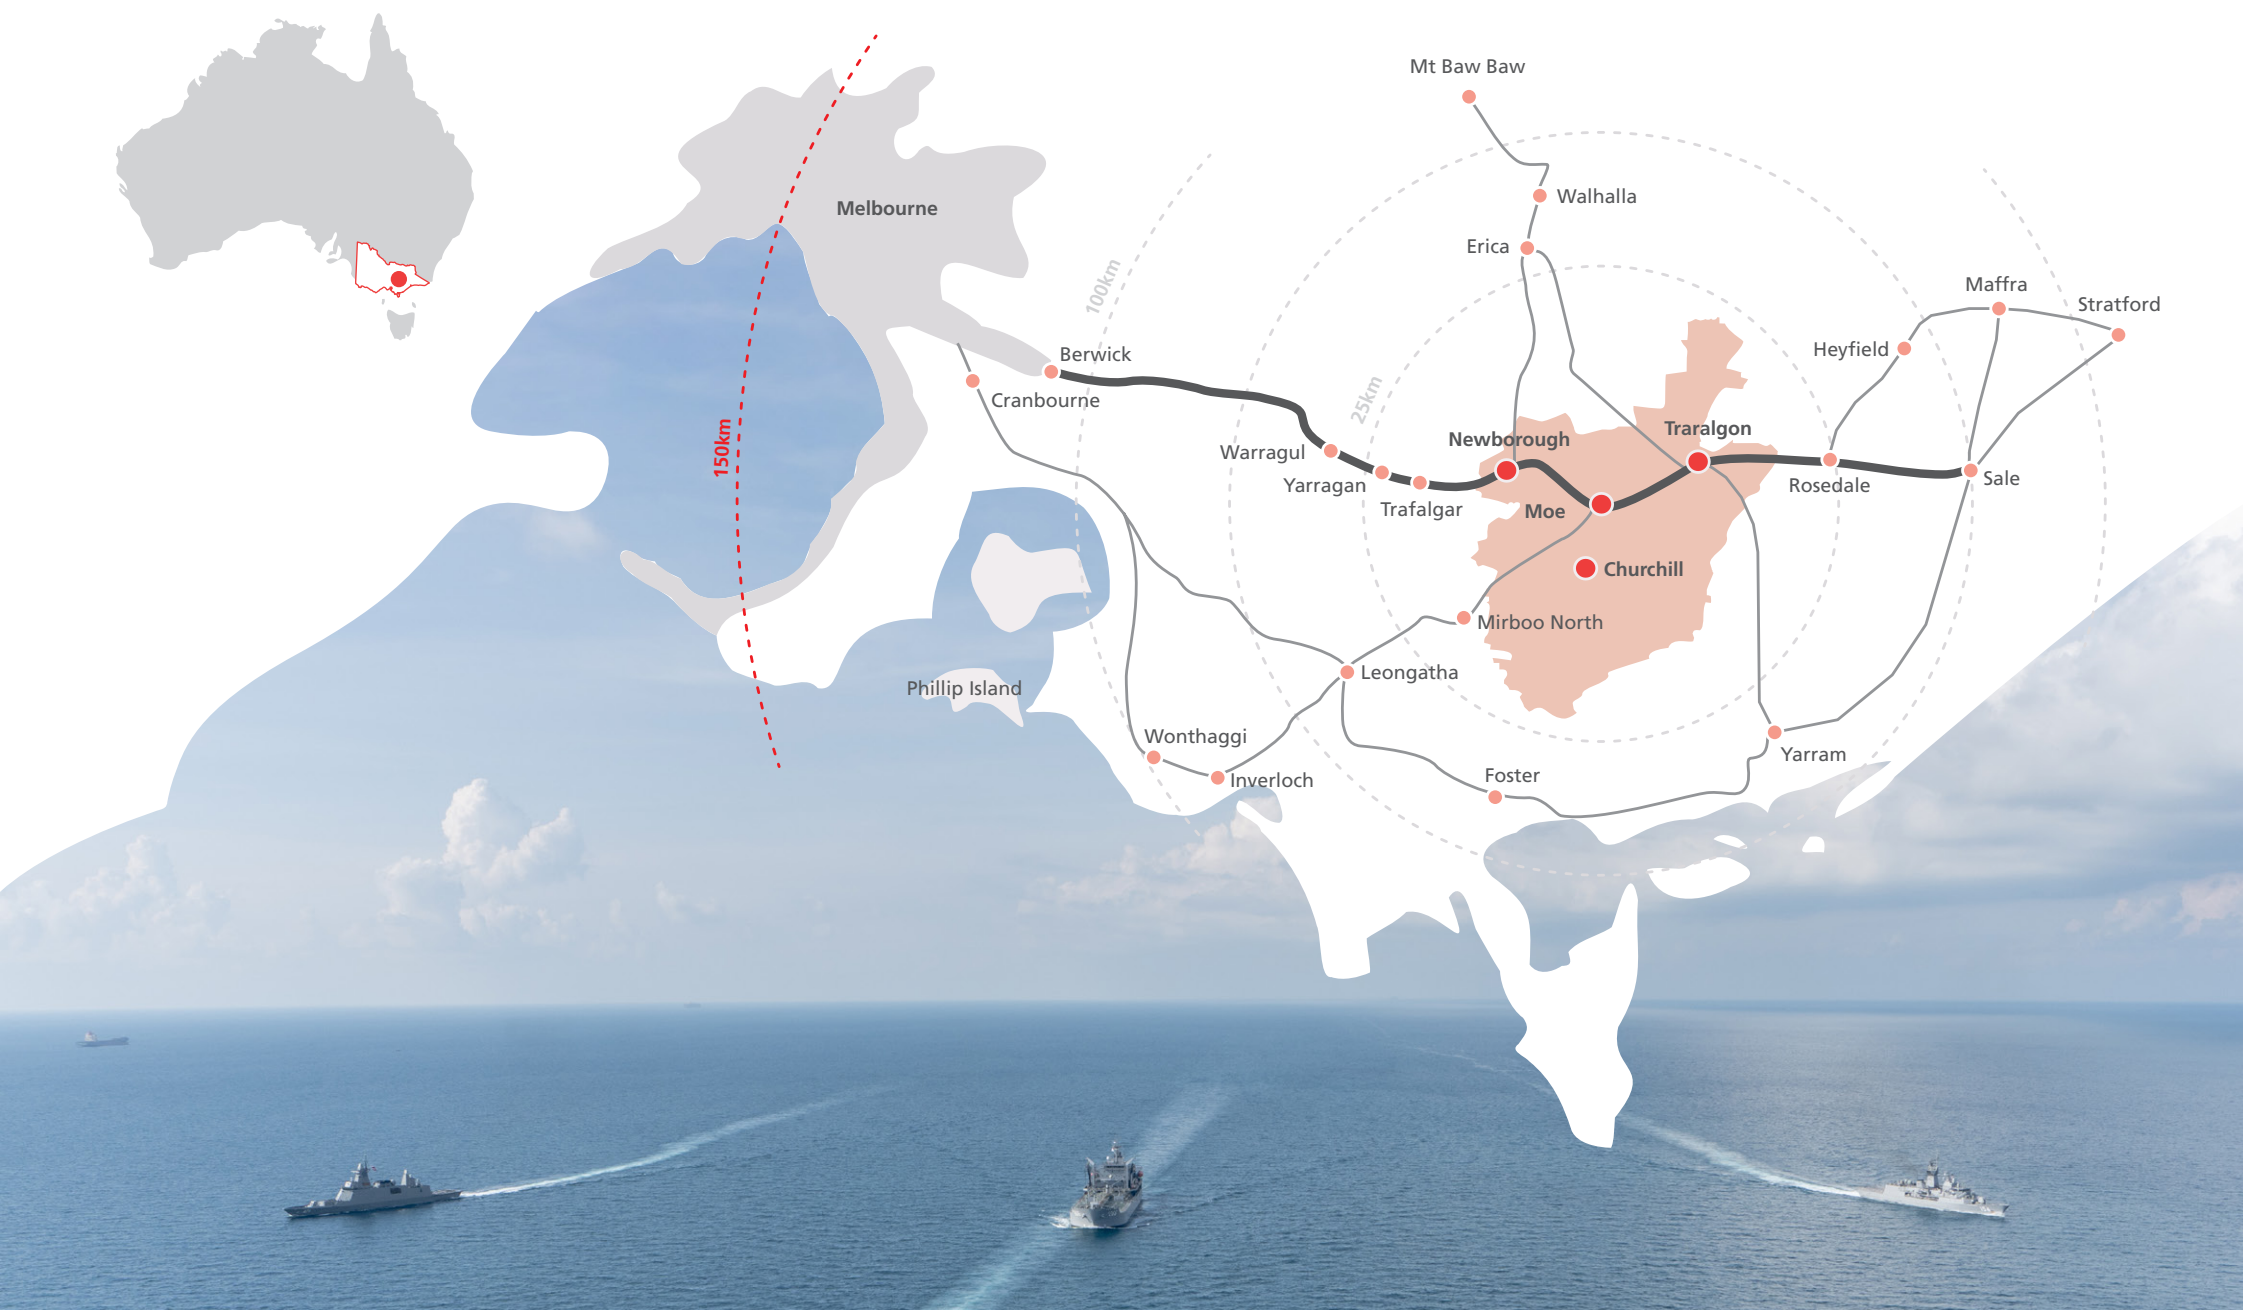 Mt Baw Baw
Walhalla
Melbourne
Erica
100km
Maffra
Stratford
Heyfield
Berwick
Cranbourne
25km
Traralgon
Newborough
150km
Warragul
Yarragan
Rosedale
Sale
Trafalgar
Moe
Churchill
Mirboo North
Leongatha
Phillip Island
Wonthaggi
Yarram
Inverloch
Foster